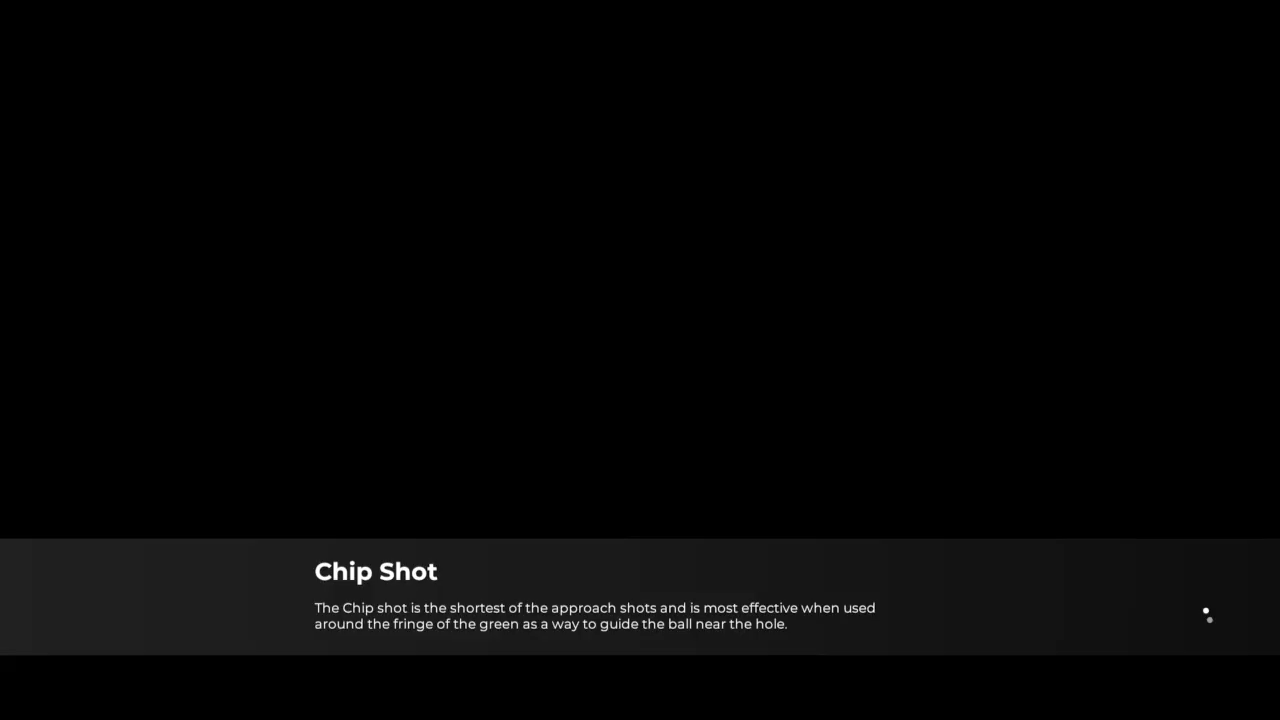 Chip Shot
The Chip shot is the shortest of the approach shots and is most effective when used
around the fringe of the green as a way to guide the ball near the hole.